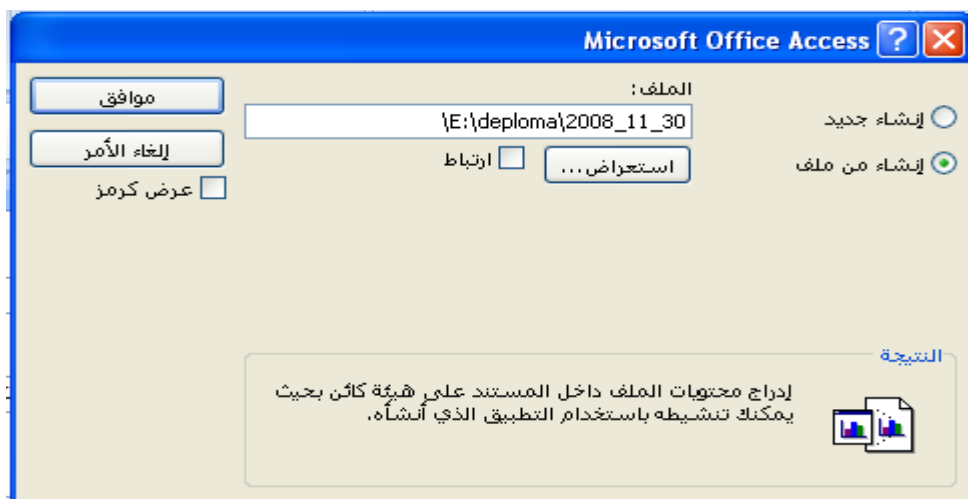 Microsoft Office Access
الملف:
إنشاء جديد
\E:\deploma\2008_11_30
موافق
إنشاء من ملف
استعراض...
ارتباط
إلغاء الأمر
عرض كرمز
النتيجة
إدراج محتويات الملف داخل المستند على هيئة كائن بحيث
يمكنك تنشيطه باستخدام التطبيق الذي أنشأه.